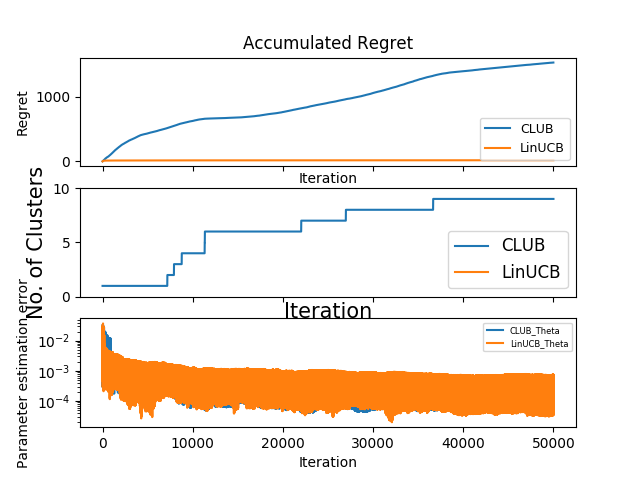 Accumulated Regret
1000
0
Regret
CLUB
LinUCB
Iteration
10
5
0
No. of Clusters
CLUB
LinUCB
Iteration
10⁻²
10⁻³
10⁻⁴
Parameter estimation error
CLUB_Theta
LinUCB_Theta
0 10000 20000 30000 40000 50000
Iteration